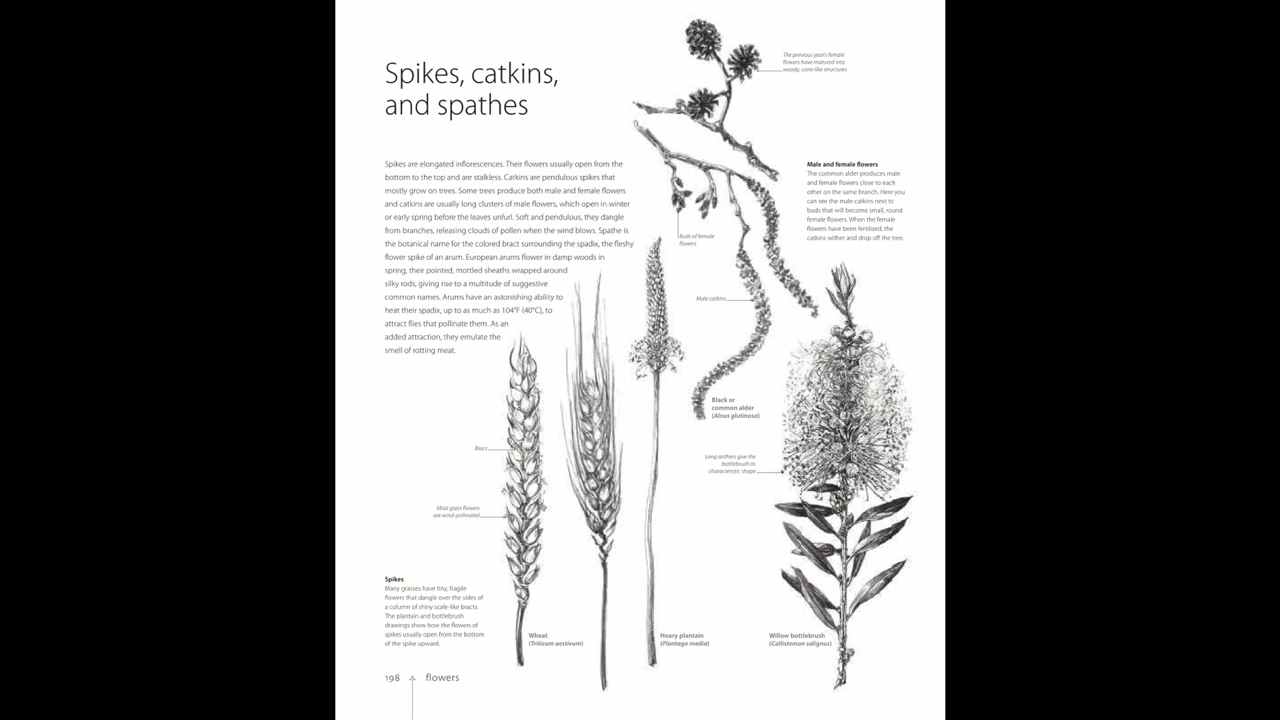 Spikes, catkins,
and spathes
Spikes are elongated inflorescences. Their flowers usually open from the
bottom to the top and are stalkless. Catkins are pendulous spikes that
mostly grow on trees. Some trees produce both male and female flowers
and catkins are usually long clusters of male flowers, which open in winter
or early spring before the leaves unfurl. Soft and pendulous, they dangle
from branches, releasing clouds of pollen when the wind blows. Spathe is
the botanical name for the colored bract surrounding the spadix, the fleshy
flower spike of an arum. European arums flower in damp woods in
spring, their pointed, mottled sheaths wrapped around
silky rods, giving rise to a multitude of suggestive
common names. Arums have an astonishing ability to
heat their spadix, up to as much as 104°F (40°C), to
attract flies that pollinate them. As an
added attraction, they emulate the
smell of rotting meat.
The previous year's female
flowers have matured into
woody, cone-like structures
Male and female flowers
The common alder produces male
and female flowers close to each
other on the same branch. Here you
can see the male catkins next to
buds that will become small, round
female flowers. When the female
flowers have been fertilized, the
catkins wither and drop off the tree.
Buds of female
flowers
Male catkins
Black or
common alder
(Alnus glutinosa)
Bract
Long anthers give the
bottlebrush its
characteristic shape
Most grass flowers
are wind-pollinated
Spikes
Many grasses have tiny, fragile
flowers that dangle over the sides of
a column of shiny scale-like bracts.
The plantain and bottlebrush
drawings show how the flowers of
spikes usually open from the bottom
of the spike upward.
Wheat
(Triticum aestivum)
Hoary plantain
(Plantago media)
Willow bottlebrush
(Callistemon salignus)
198
flowers